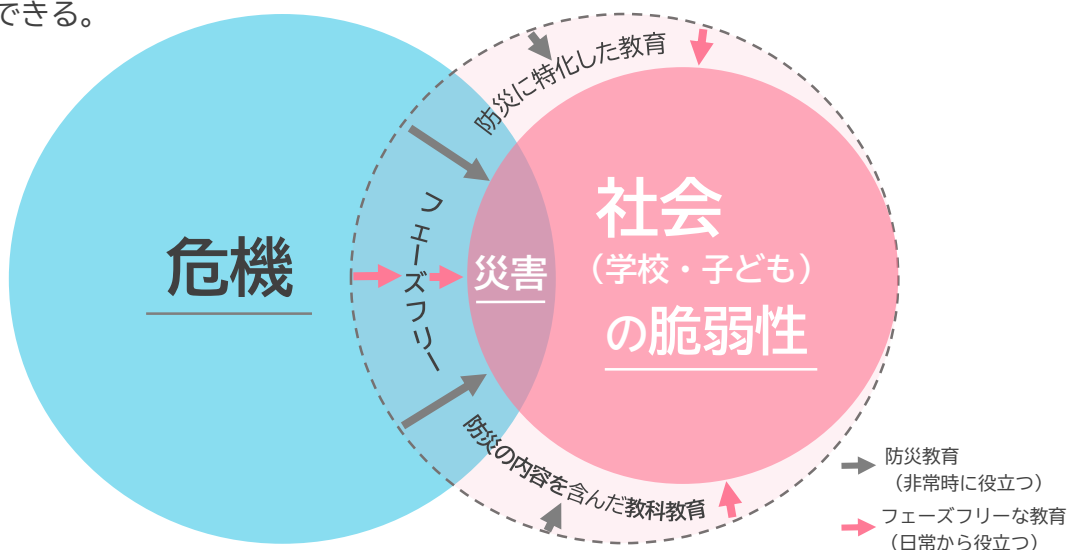 できる。
防災に特化した教育
社会
（学校・子ども）
の脆弱性
危機
フェーズフリー
災害
防災の内容を含んだ教科教育
防災教育
（非常時に役立つ）
フェーズフリーな教育
（日常から役立つ）